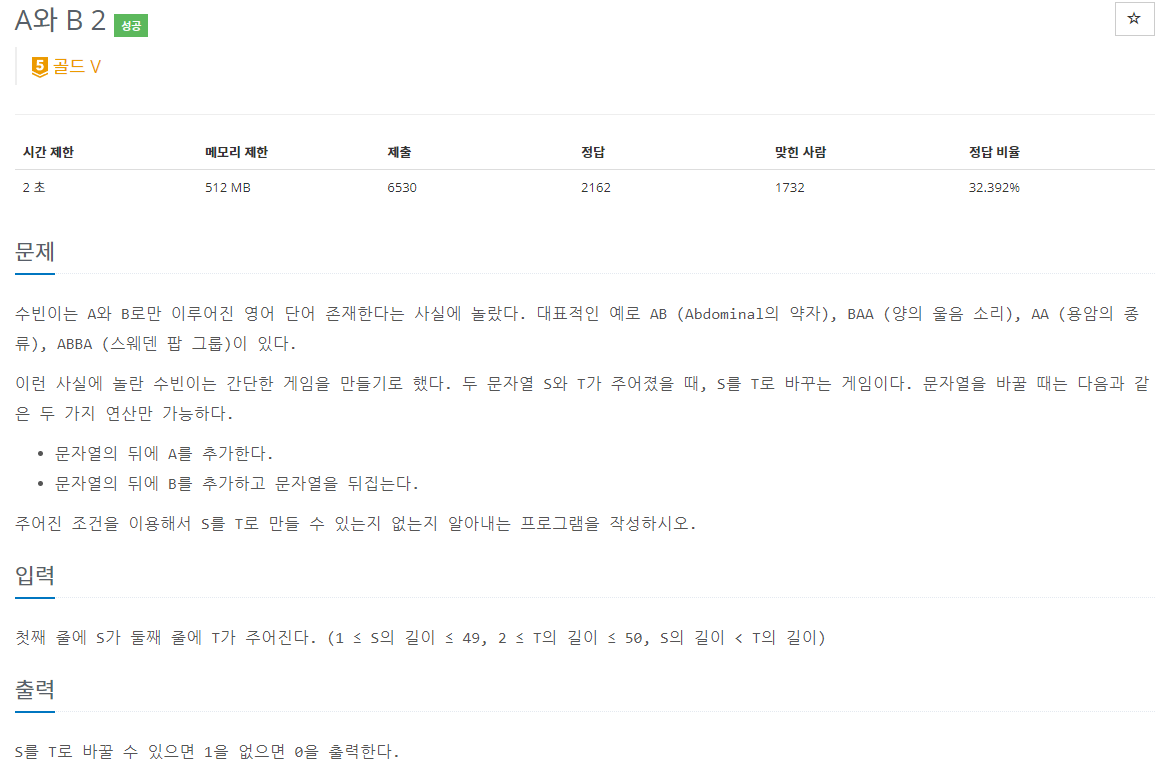 A와 B 2 성공
☆
5 골드 V
시간 제한 메모리 제한 제출 정답 맞힌 사람 정답 비율
2 초 512 MB 6530 2162 1732 32.392%
문제
수빈이는 A와 B로만 이루어진 영어 단어 존재한다는 사실에 놀랐다. 대표적인 예로 AB (Abdominal의 약자), BAA (양의 울음 소리), AA (용암의 종
류), ABBA (스웨덴 팝 그룹)이 있다.
이런 사실에 놀란 수빈이는 간단한 게임을 만들기로 했다. 두 문자열 S와 T가 주어졌을 때, S를 T로 바꾸는 게임이다. 문자열을 바꿀 때는 다음과 같
은 두 가지 연산만 가능하다.
• 문자열의 뒤에 A를 추가한다.
• 문자열의 뒤에 B를 추가하고 문자열을 뒤집는다.
주어진 조건을 이용해서 S를 T로 만들 수 있는지 없는지 알아내는 프로그램을 작성하시오.
입력
첫째 줄에 S가 둘째 줄에 T가 주어진다. (1 ≤ S의 길이 ≤ 49, 2 ≤ T의 길이 ≤ 50, S의 길이 < T의 길이)
출력
S를 T로 바꿀 수 있으면 1을 없으면 0을 출력한다.